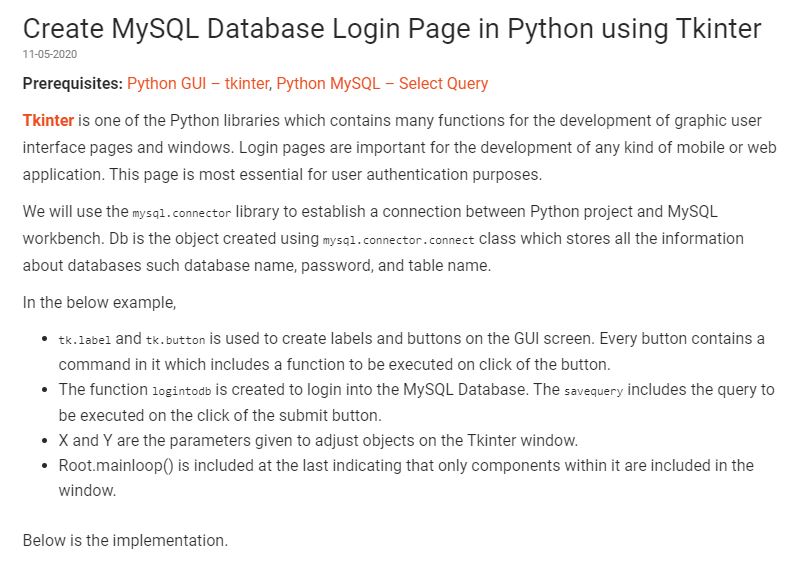 Create MySQL Database Login Page in Python using Tkinter
11-05-2020
Prerequisites: Python GUI – tkinter, Python MySQL – Select Query
Tkinter is one of the Python libraries which contains many functions for the development of graphic user
interface pages and windows. Login pages are important for the development of any kind of mobile or web
application. This page is most essential for user authentication purposes.
We will use the mysql.connector library to establish a connection between Python project and MySQL
workbench. Db is the object created using mysql.connector.connect class which stores all the information
about databases such database name, password, and table name.
In the below example,
• tk.label and tk.button is used to create labels and buttons on the GUI screen. Every button contains a
command in it which includes a function to be executed on click of the button.
• The function logintodb is created to login into the MySQL Database. The savequery includes the query to
be executed on the click of the submit button.
• X and Y are the parameters given to adjust objects on the Tkinter window.
• Root.mainloop() is included at the last indicating that only components within it are included in the
window.
Below is the implementation.